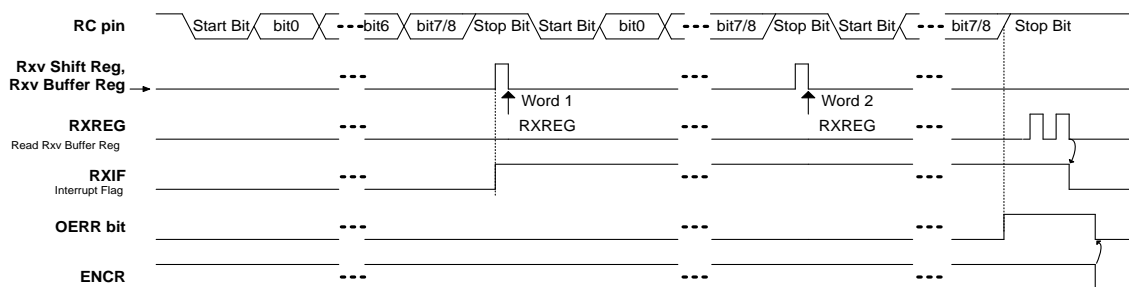 RC pin Start Bit bit0 bit6 bit7/8 Stop Bit Start Bit bit0 bit7/8 Stop Bit Start Bit bit7/8 Stop Bit
Rxv Shift Reg,
Rxv Buffer Reg
Word 1 Word 2
RXREG RXREG RXREG
Read Rxv Buffer Reg
RXIF
Interrupt Flag
OERR bit
ENCR